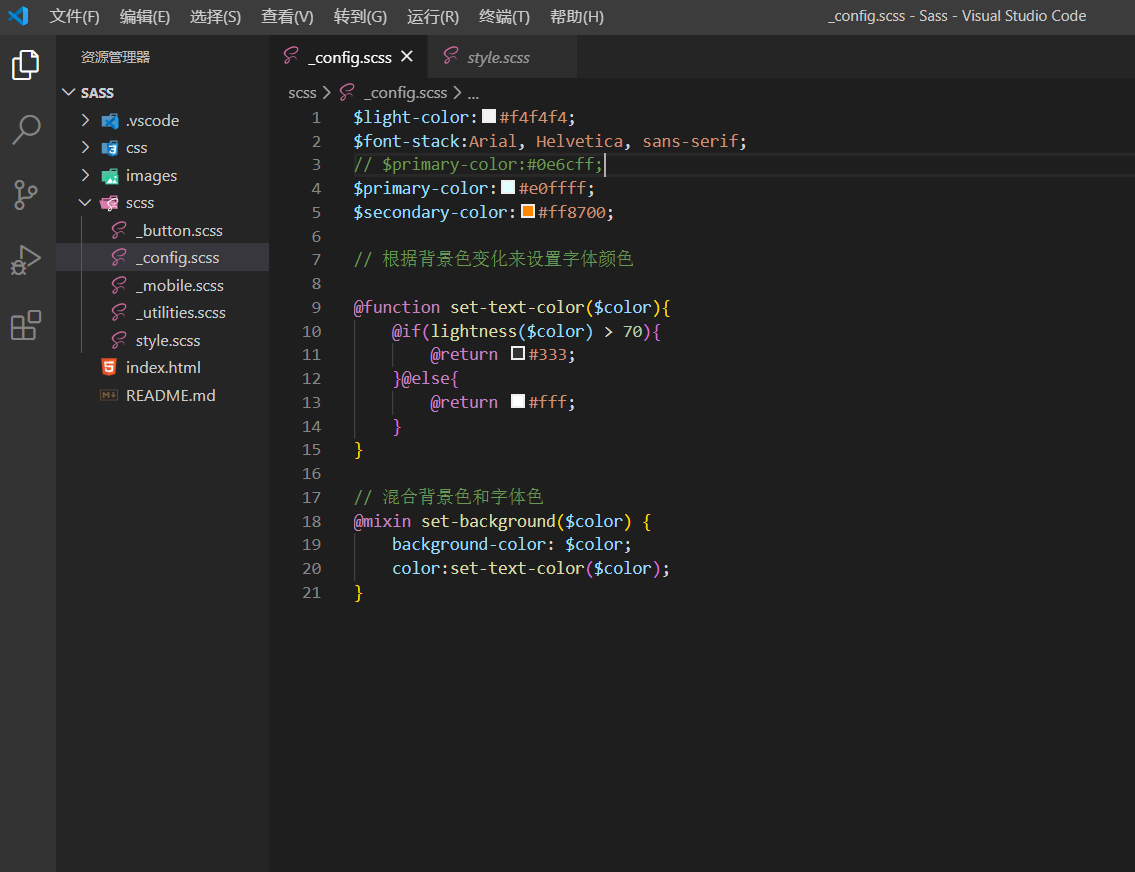 文件(F) 编辑(E) 选择(S) 查看(V) 转到(G) 运行(R) 终端(T) 帮助(H) _config.scss - Sass - Visual Studio Code
资源管理器
SASS
.vscode
css
images
scss
_button.scss
_config.scss
_mobile.scss
_utilities.scss
style.scss
index.html
README.md
_config.scss style.scss
scss _config.scss ...
1 $light-color:#f4f4f4;
2 $font-stack:Arial, Helvetica, sans-serif;
3 // $primary-color:#0e6cff;
4 $primary-color:#e0ffff;
5 $secondary-color:#ff8700;
6
7 // 根据背景色变化来设置字体颜色
8
9 @function set-text-color($color){
10 @if(lightness($color) > 70){
11 @return #333;
12 }@else{
13 @return #fff;
14 }
15 }
16
17 // 混合背景色和字体色
18 @mixin set-background($color) {
19 background-color: $color;
20 color:set-text-color($color);
21 }